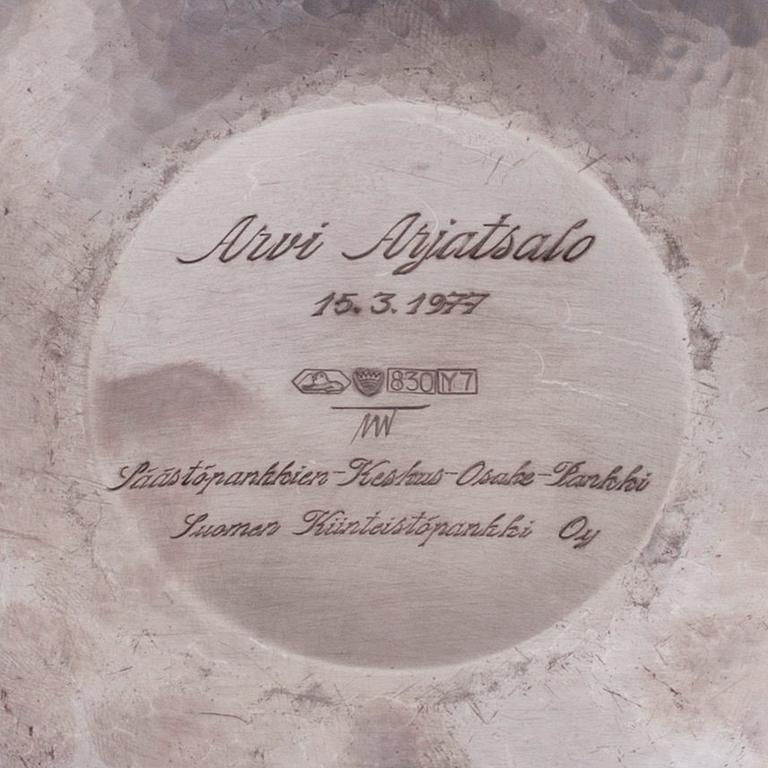 Arvi Arjatsalo
15.3.1977
830 Y7
Säästöpankkien-Keskus-Osake-Pankki
Suomen Kiinteistöpankki Oy